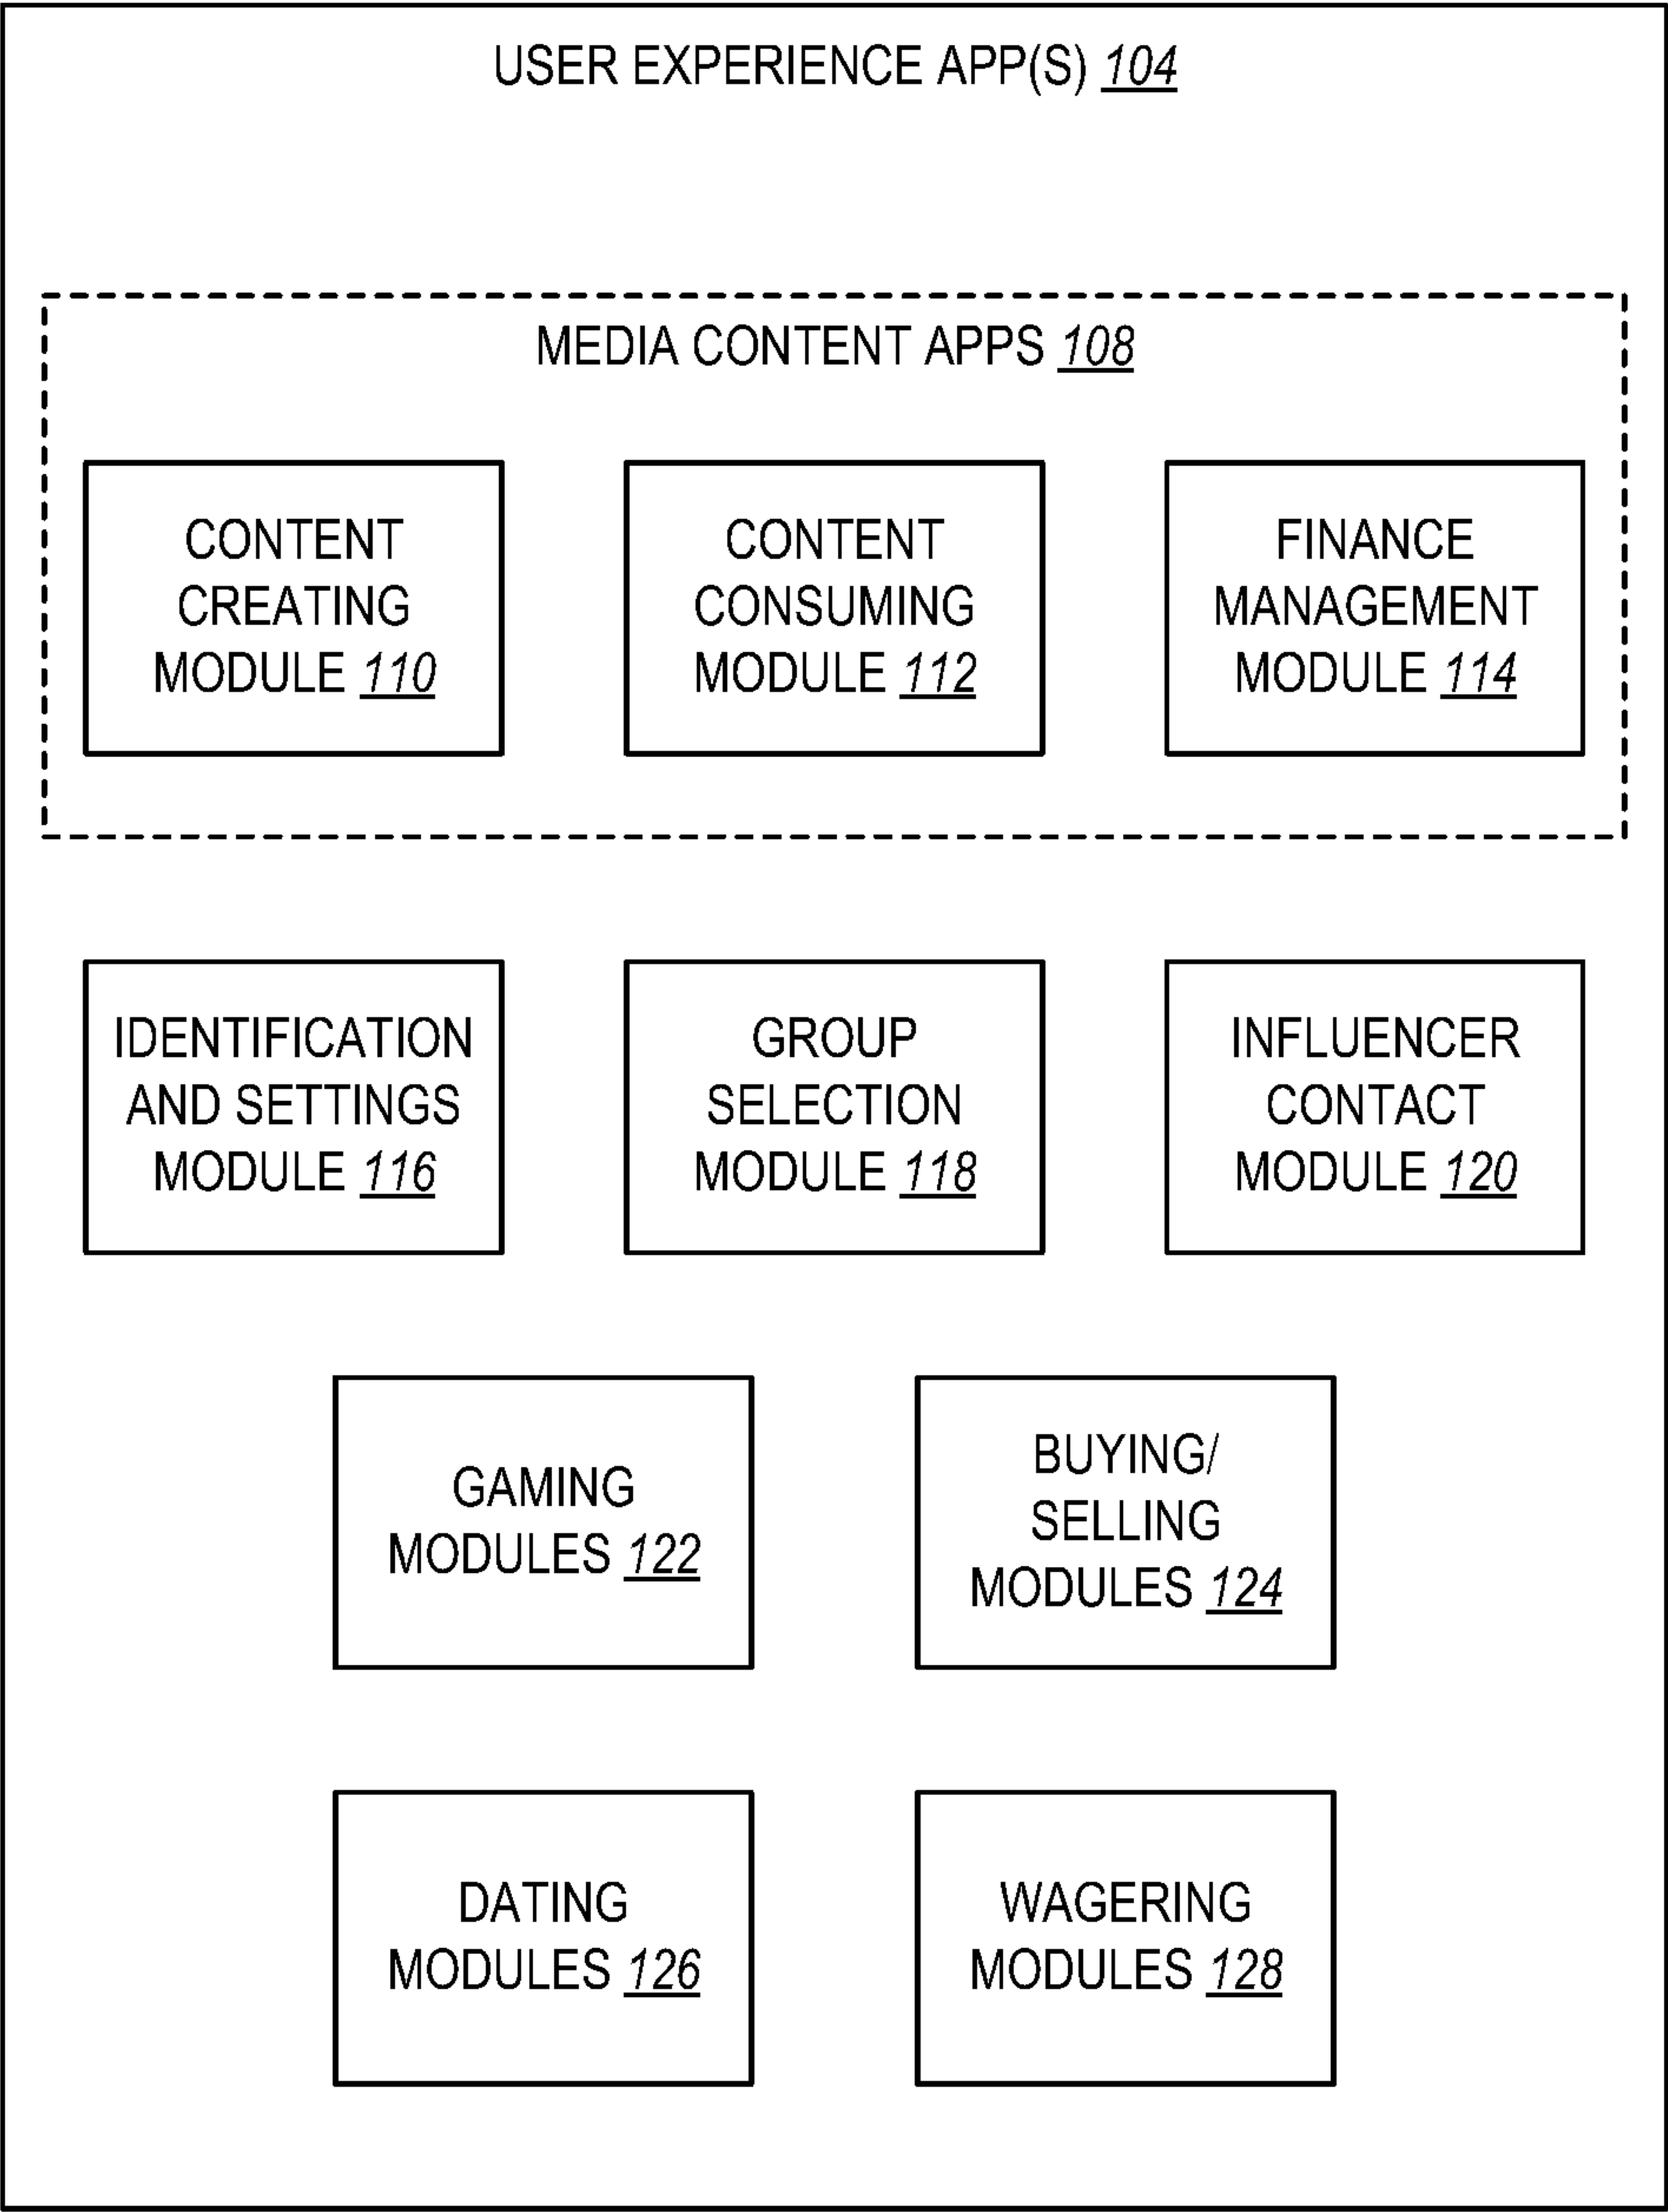 USER EXPERIENCE APP(S) 104
MEDIA CONTENT APPS 108
CONTENT
CREATING
MODULE 110
CONTENT
CONSUMING
MODULE 112
FINANCE
MANAGEMENT
MODULE 114
IDENTIFICATION
AND SETTINGS
MODULE 116
GROUP
SELECTION
MODULE 118
INFLUENCER
CONTACT
MODULE 120
GAMING
MODULES 122
BUYING/
SELLING
MODULES 124
DATING
MODULES 126
WAGERING
MODULES 128